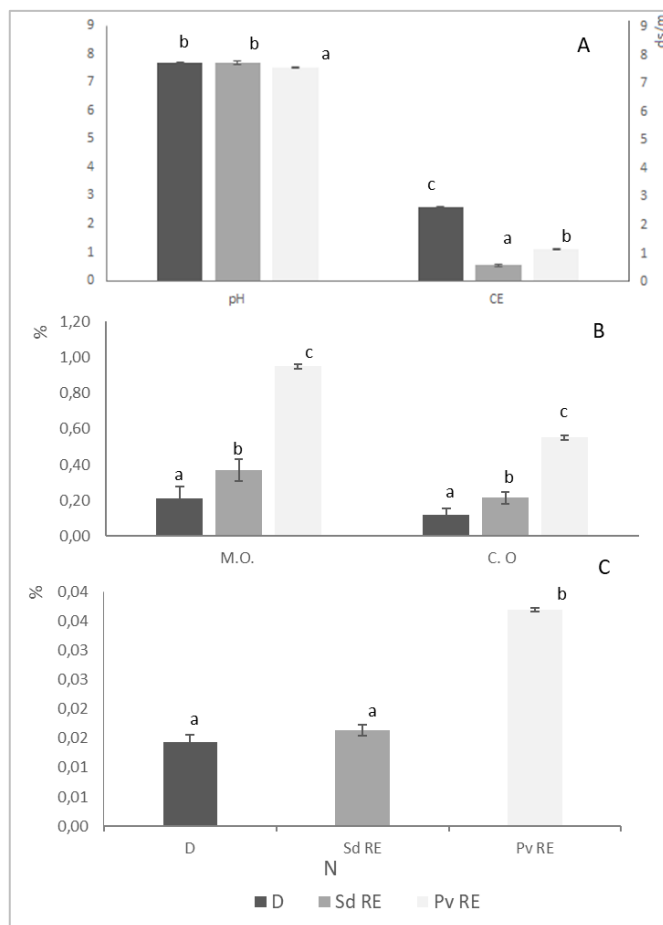 A
ds/m
9
8
7
6
5
4
3
2
1
0
9
8
7
6
5
4
3
2
1
0
b
b
a
c
a
b
pH
CE
%
B
1,20
1,00
0,80
0,60
0,40
0,20
0,00
a
b
c
a
b
c
M.O.
C. O
%
C
0,04
0,04
0,03
0,03
0,02
0,02
0,01
0,01
0,00
a
a
b
D
Sd RE
Pv RE
N
D Sd RE Pv RE